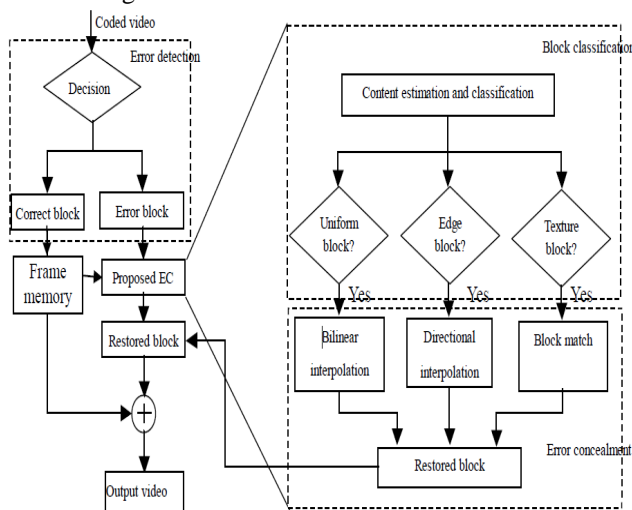 Coded video
Error detection
Decision
Correct block
Error block
Frame
memory
Proposed EC
Restored block
+
Output video
Block classification
Content estimation and classification
Uniform
block?
Edge
block?
Texture
block?
Yes
Yes
Yes
Bilinear
interpolation
Directional
interpolation
Block match
Restored block
Error concealment